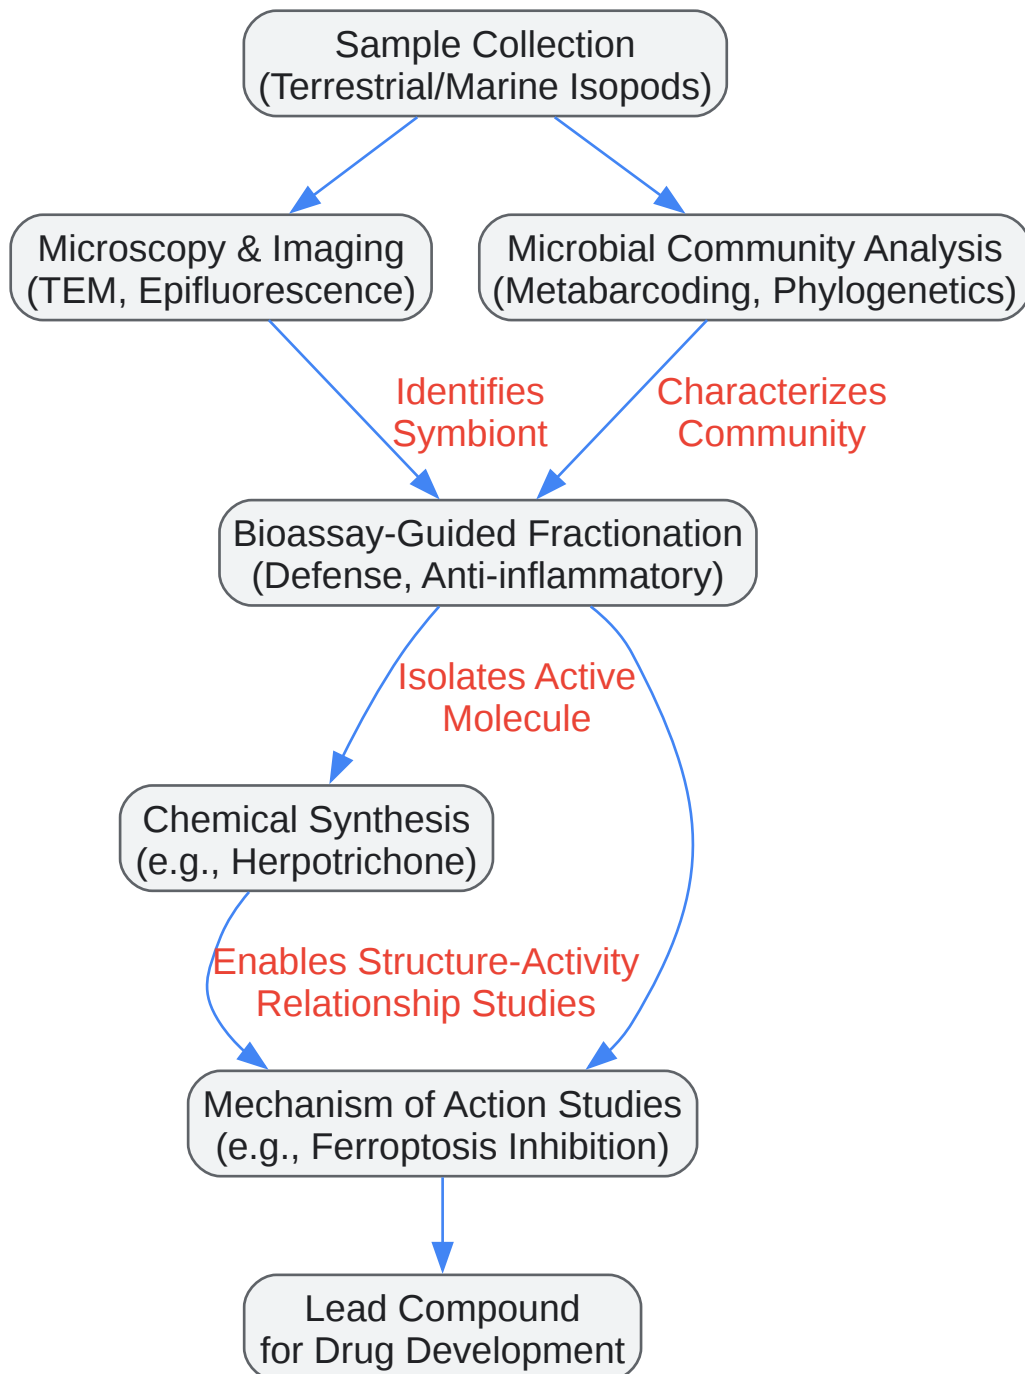 Sample Collection
(Terrestrial/Marine Isopods)
Microscopy & Imaging
(TEM, Epifluorescence)
Microbial Community Analysis
(Metabarcoding, Phylogenetics)
Identifies
Symbiont
Characterizes
Community
Bioassay-Guided Fractionation
(Defense, Anti-inflammatory)
Isolates Active
Molecule
Chemical Synthesis
(e.g., Herpotrichone)
Enables Structure-Activity
Relationship Studies
Mechanism of Action Studies
(e.g., Ferroptosis Inhibition)
Lead Compound
for Drug Development